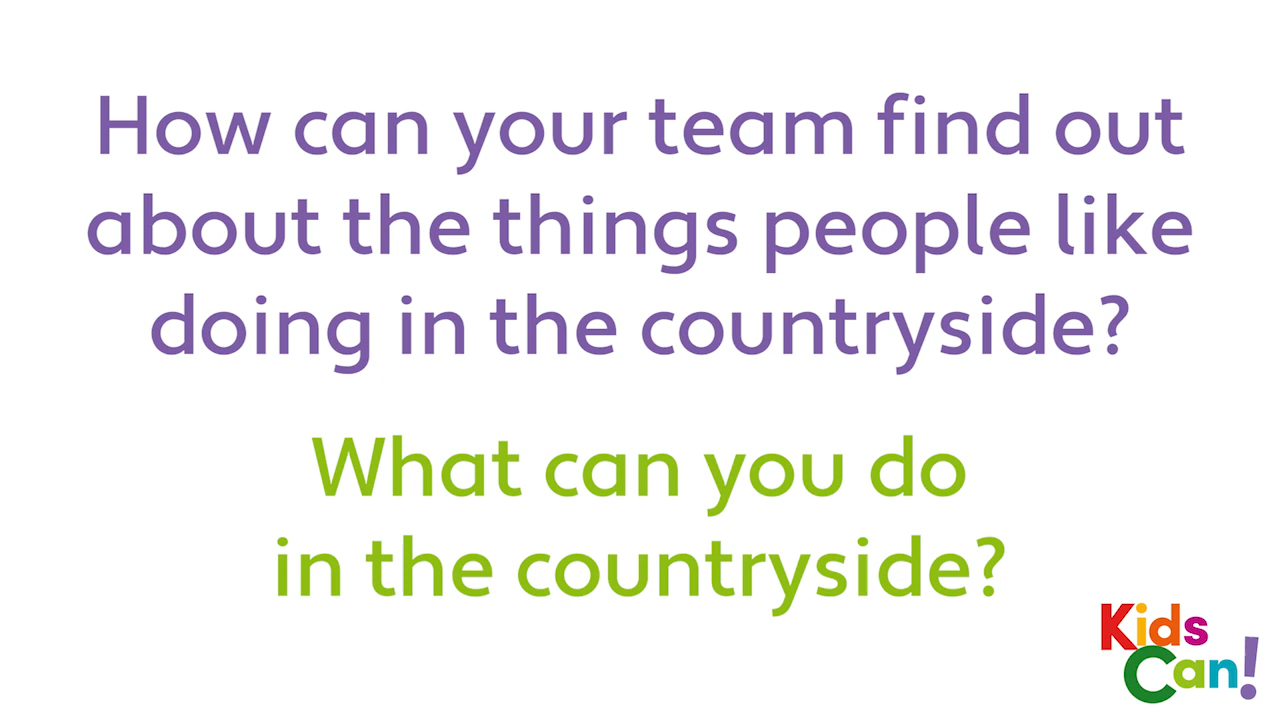 How can your team find out
about the things people like
doing in the countryside?
What can you do
in the countryside?
Kids
Can!